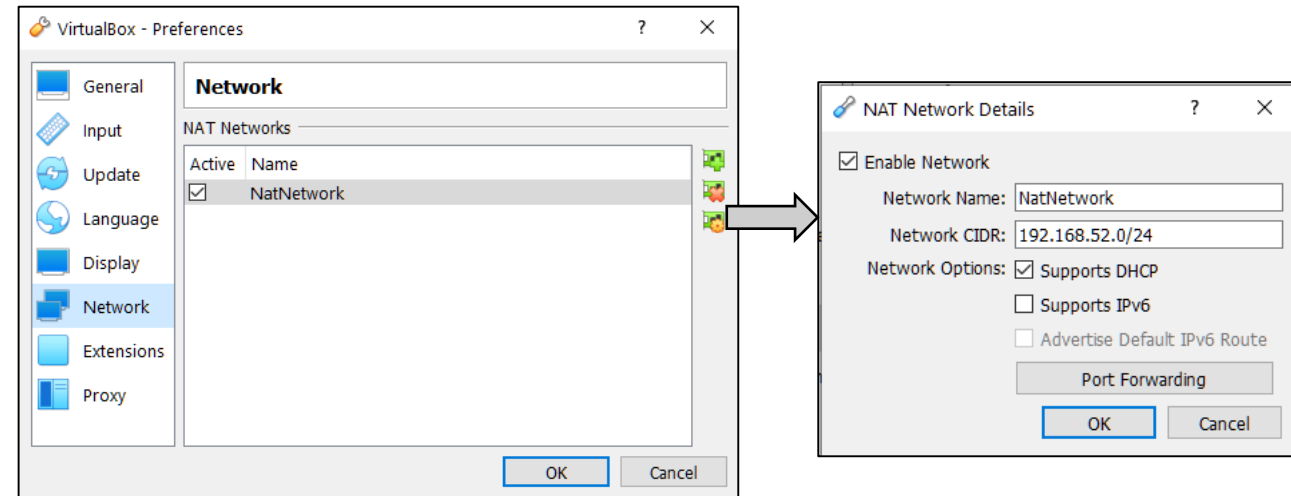 VirtualBox - Preferences ?
General
Input
Update
Language
Display
Network
Extensions
Proxy
Network
NAT Networks
Active Name
NatNetwork
OK Cancel
NAT Network Details ?
Enable Network
Network Name: NatNetwork
Network CIDR: 192.168.52.0/24
Network Options: Supports DHCP
Supports IPv6
Advertise Default IPv6 Route
Port Forwarding
OK Cancel